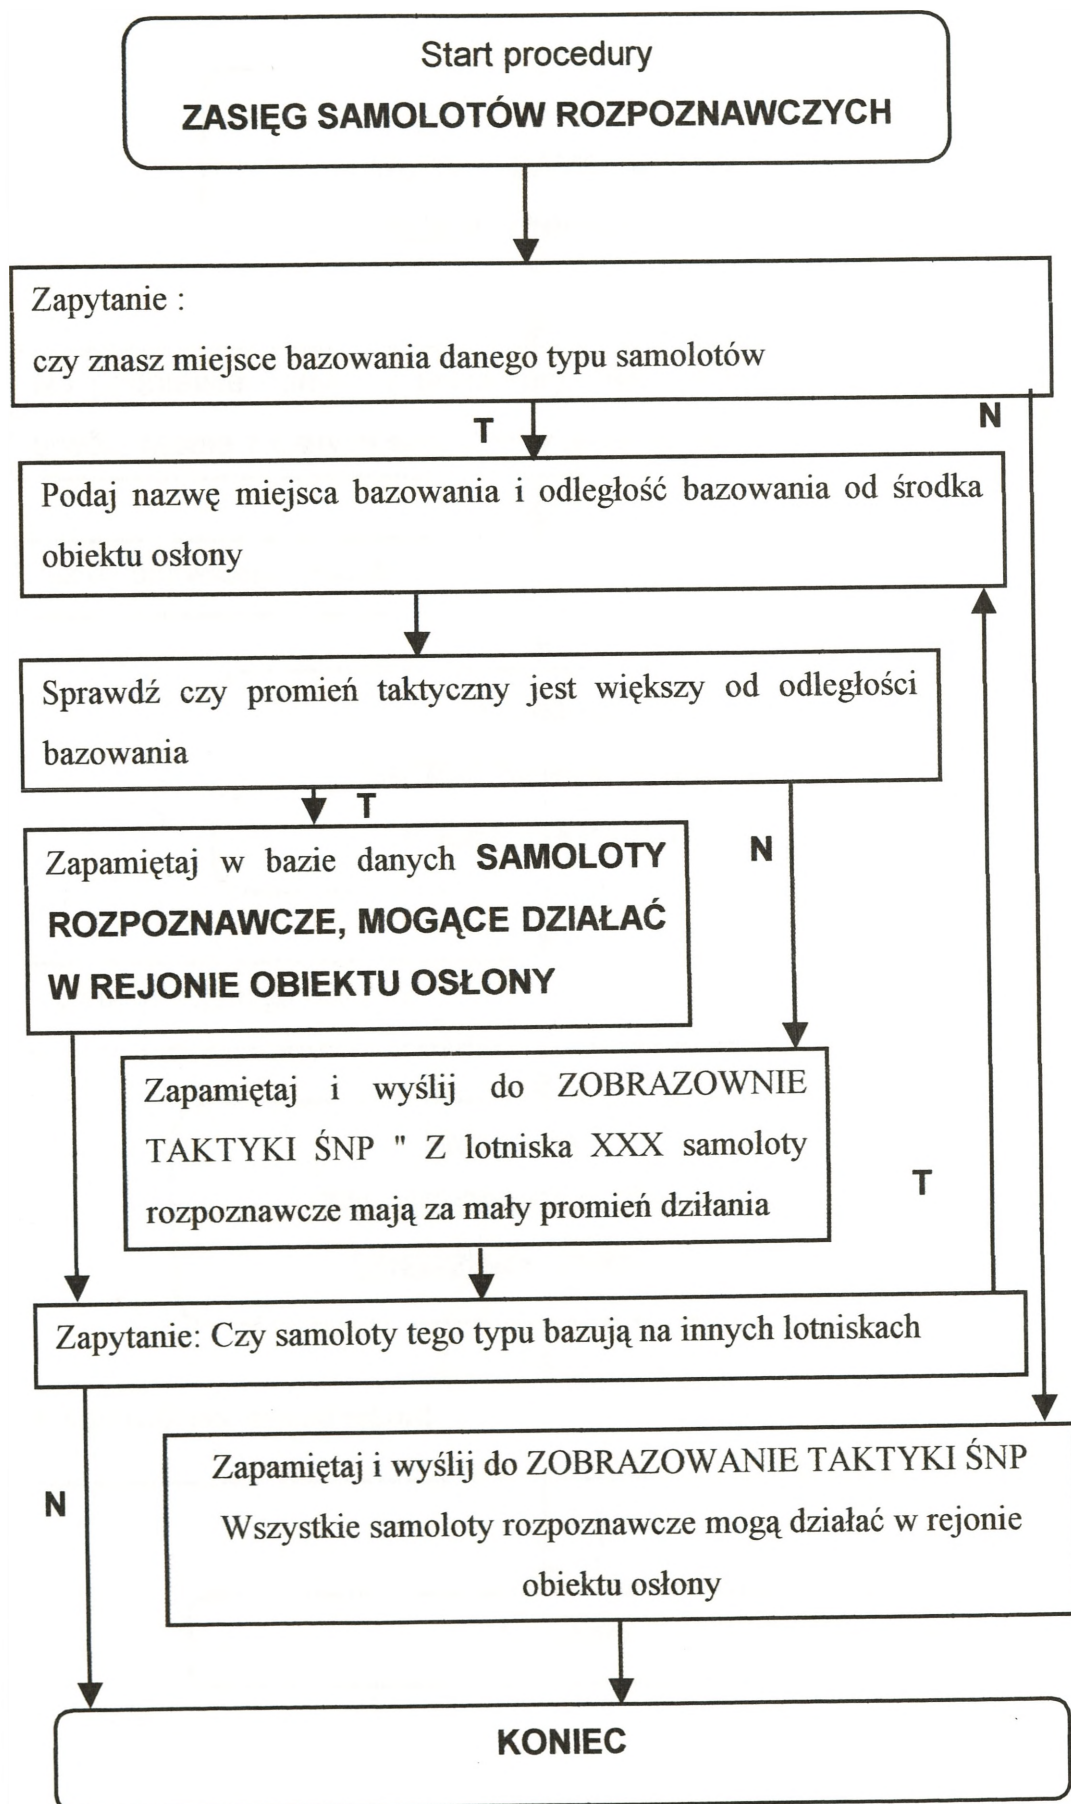 Start procedury
ZASIĘG SAMOLOTÓW ROZPOZNAWCZYCH
Zapytanie :
czy znasz miejsce bazowania danego typu samolotów
T
N
Podaj nazwę miejsca bazowania i odległość bazowania od środka
obiektu osłony
Sprawdź czy promień taktyczny jest większy od odległości
bazowania
T
N
Zapamiętaj w bazie danych SAMOLOTY
ROZPOZNAWCZE, MOGĄCE DZIAŁAĆ
W REJONIE OBIEKTU OSŁONY
Zapamiętaj i wyślij do ZOBRAZOWNIE
TAKTYKI ŚNP " Z lotniska XXX samoloty
rozpoznawcze mają za mały promień dziłania
T
Zapytanie: Czy samoloty tego typu bazują na innych lotniskach
N
Zapamiętaj i wyślij do ZOBRAZOWANIE TAKTYKI ŚNP
Wszystkie samoloty rozpoznawcze mogą działać w rejonie
obiektu osłony
KONIEC